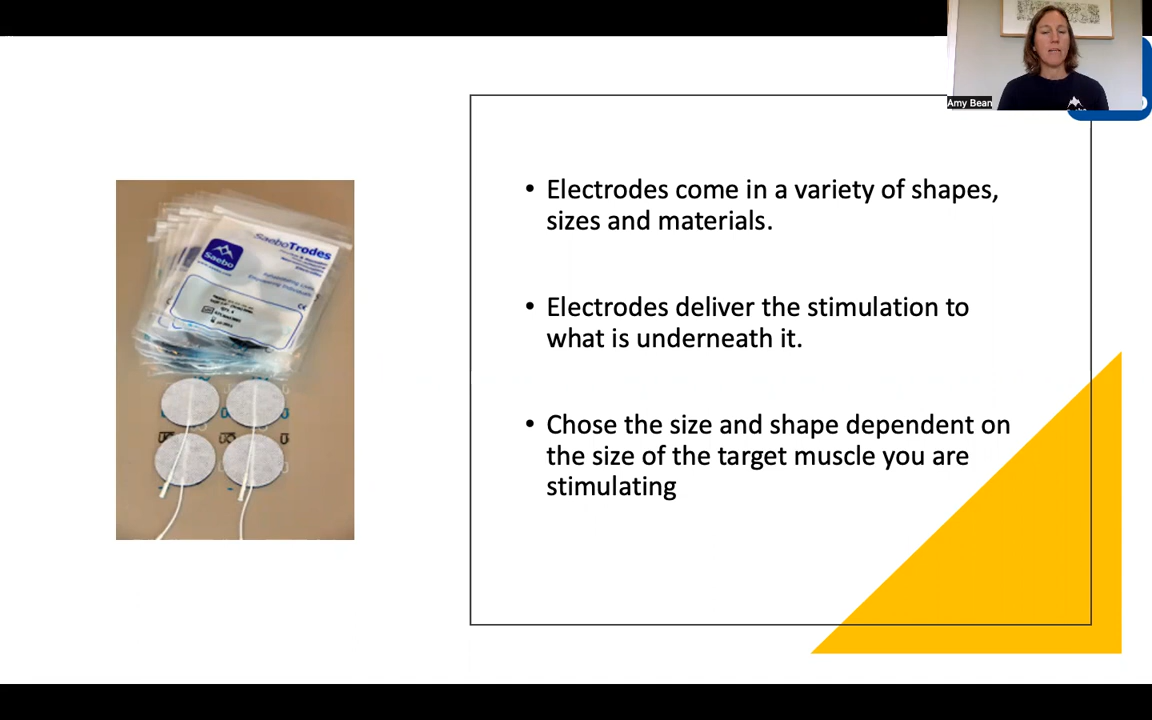 Amy Bean
• Electrodes come in a variety of shapes,
sizes and materials.
• Electrodes deliver the stimulation to
what is underneath it.
• Chose the size and shape dependent on
the size of the target muscle you are
stimulating
SaeboTrodes
Saebo